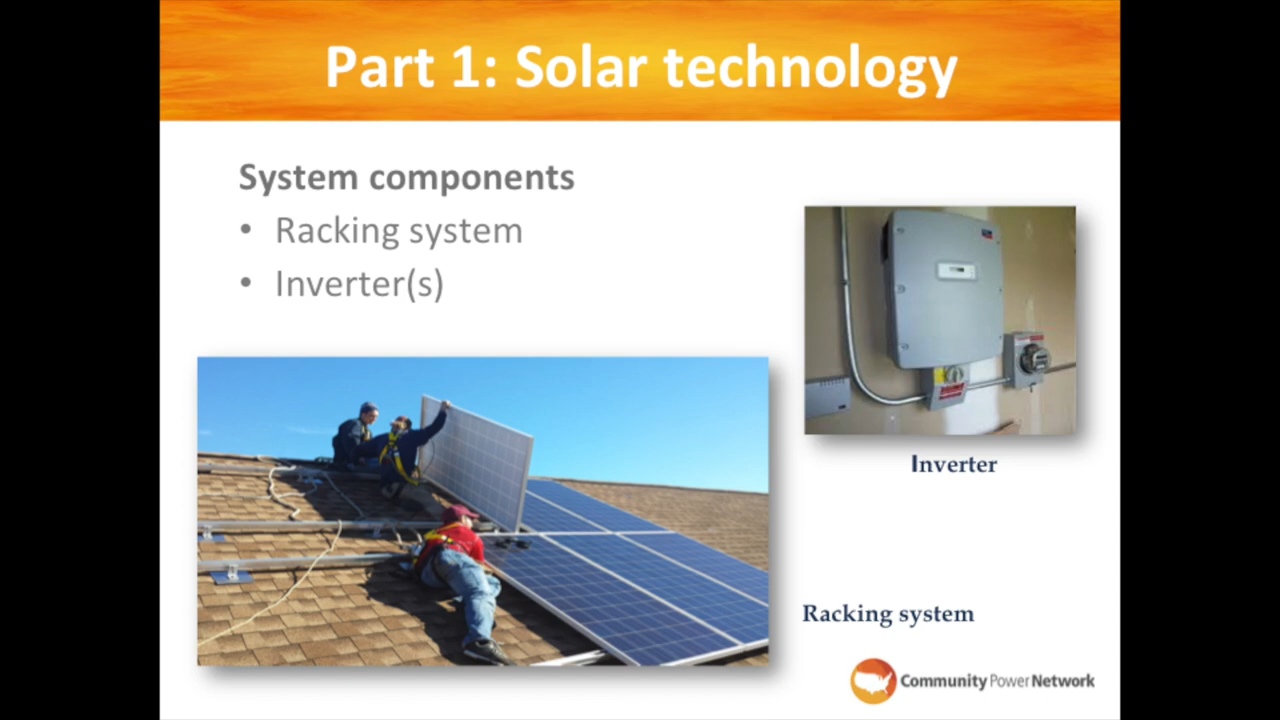 Part 1: Solar technology
System components
• Racking system
• Inverter(s)
Inverter
Racking system
Community Power Network